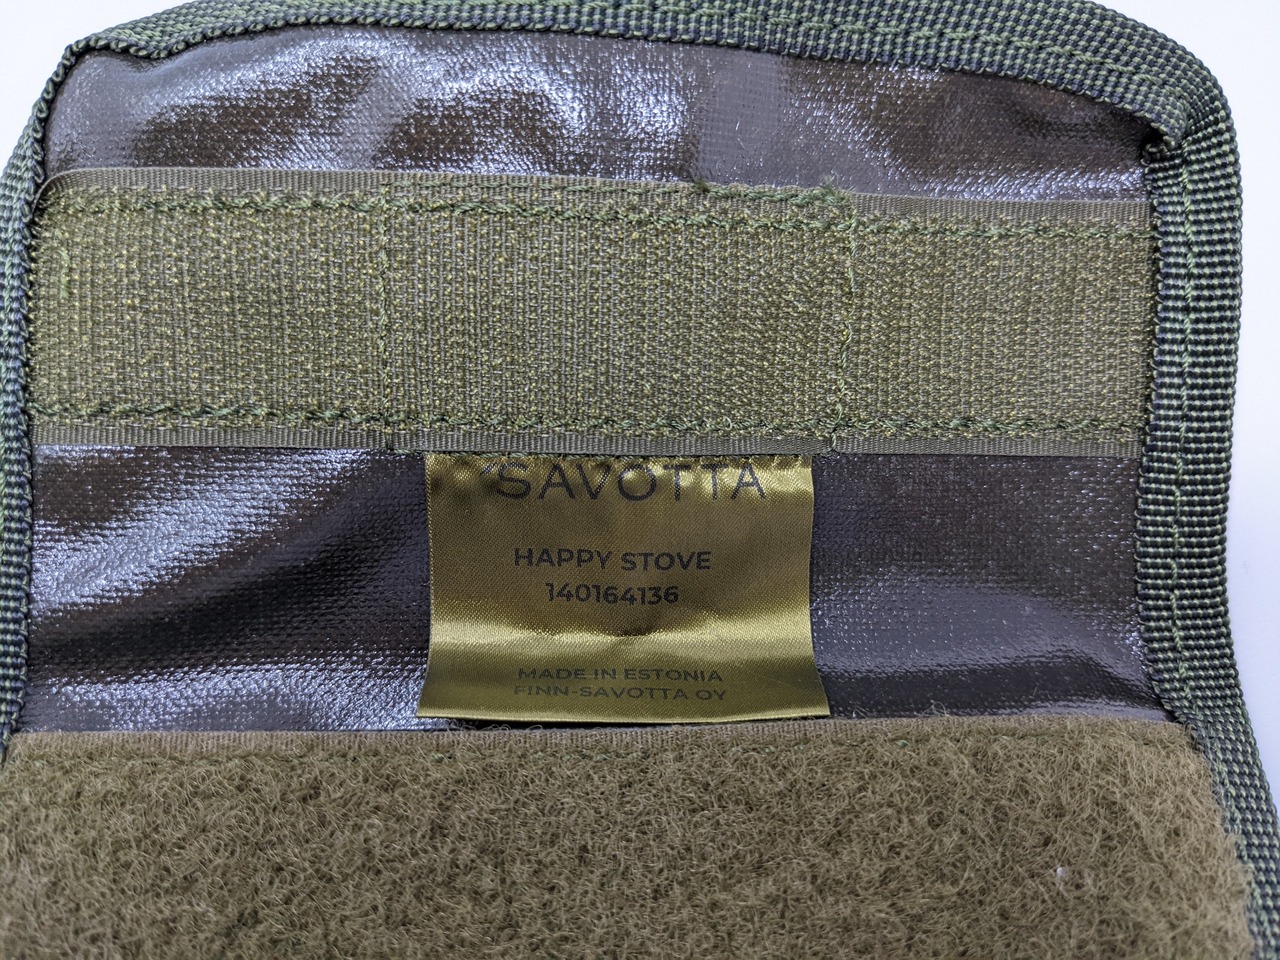 SAVOTTA
HAPPY STOVE
140164136
MADE IN ESTONIA
FINN-SAVOTTA OY